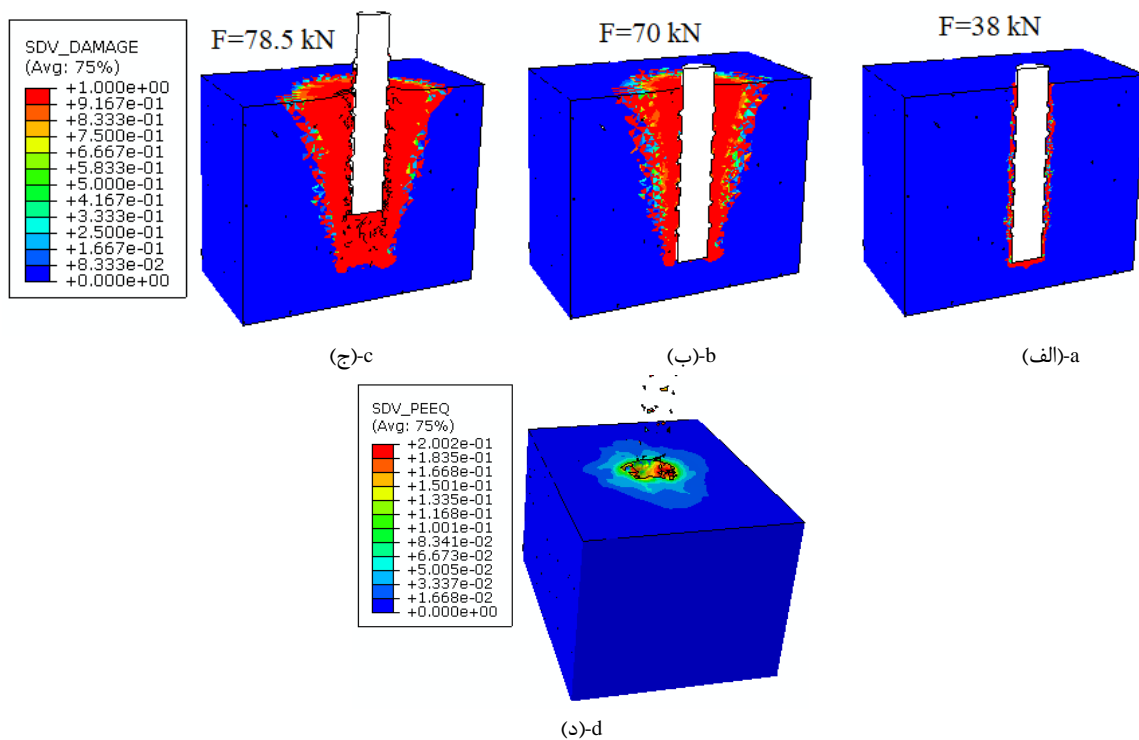 SDV_DAMAGE
(Avg: 75%)
+1.000e+00
+9.167e-01
+8.333e-01
+7.500e-01
+6.667e-01
+5.833e-01
+5.000e-01
+4.167e-01
+3.333e-01
+2.500e-01
+1.667e-01
+8.333e-02
+0.000e+00
F=78.5 kN
F=70 kN
F=38 kN
c-(ج)
b-(ب)
a-(الف)
SDV_PEEQ
(Avg: 75%)
+2.002e-01
+1.835e-01
+1.668e-01
+1.501e-01
+1.335e-01
+1.168e-01
+1.001e-01
+8.341e-02
+6.673e-02
+5.005e-02
+3.337e-02
+1.668e-02
+0.000e+00
d-(د)